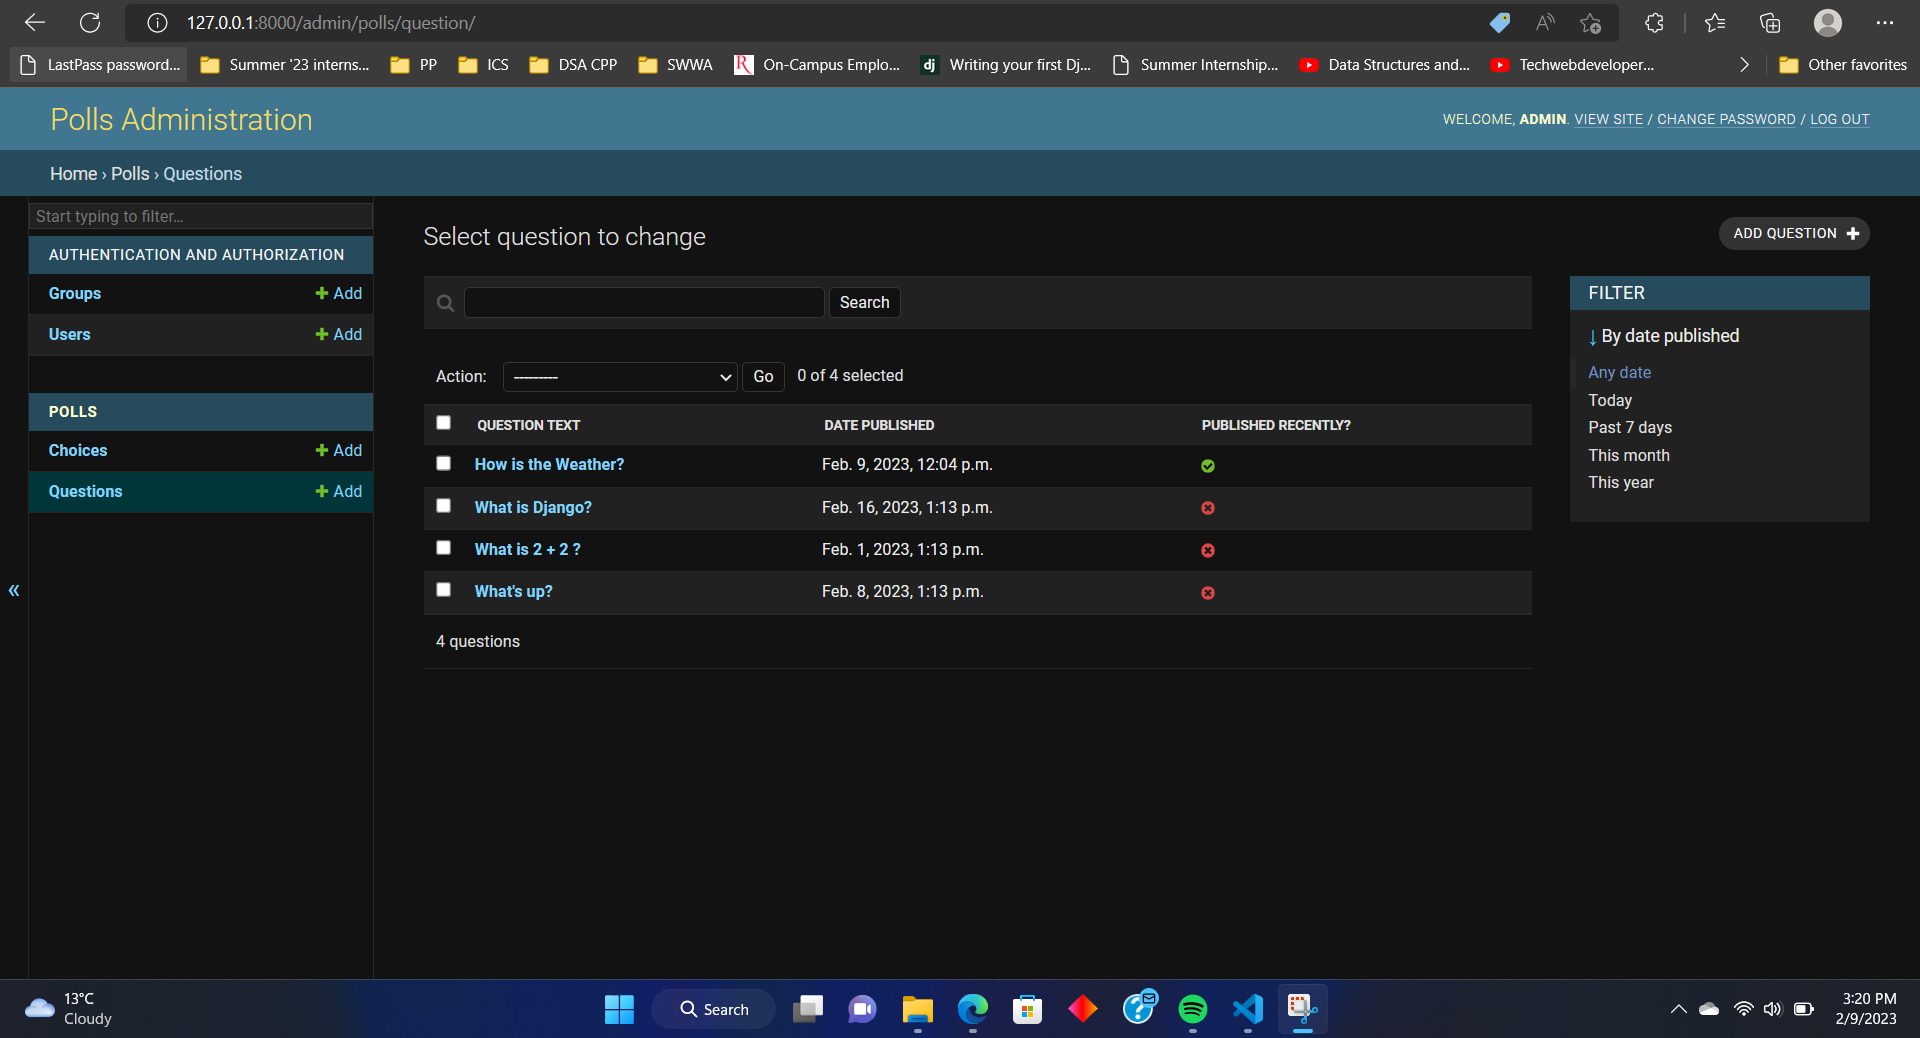 127.0.0.1:8000/admin/polls/question/
LastPass password...
Summer '23 interns...
PP
ICS
DSA CPP
SWWA
On-Campus Emplo...
Writing your first Dj...
Summer Internship...
Data Structures and...
Techwebdeveloper...
Other favorites
Polls Administration
WELCOME, ADMIN. VIEW SITE / CHANGE PASSWORD / LOG OUT
Home › Polls › Questions
Start typing to filter...
AUTHENTICATION AND AUTHORIZATION
Groups + Add
Users + Add
POLLS
Choices + Add
Questions + Add
«
Select question to change
ADD QUESTION +
Search
Action: --------- Go 0 of 4 selected
QUESTION TEXT DATE PUBLISHED PUBLISHED RECENTLY?
How is the Weather? Feb. 9, 2023, 12:04 p.m.
What is Django? Feb. 16, 2023, 1:13 p.m.
What is 2 + 2 ? Feb. 1, 2023, 1:13 p.m.
What's up? Feb. 8, 2023, 1:13 p.m.
4 questions
FILTER
↓ By date published
Any date
Today
Past 7 days
This month
This year
13°C
Cloudy
Search
3:20 PM
2/9/2023